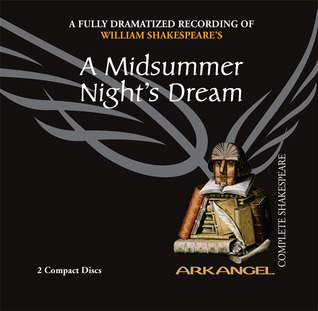 A FULLY DRAMATIZED RECORDING OF
WILLIAM SHAKESPEARE'S
A Midsummer
Night's Dream
COMPLETE SHAKESPEARE
2 Compact Discs
ARKANGEL